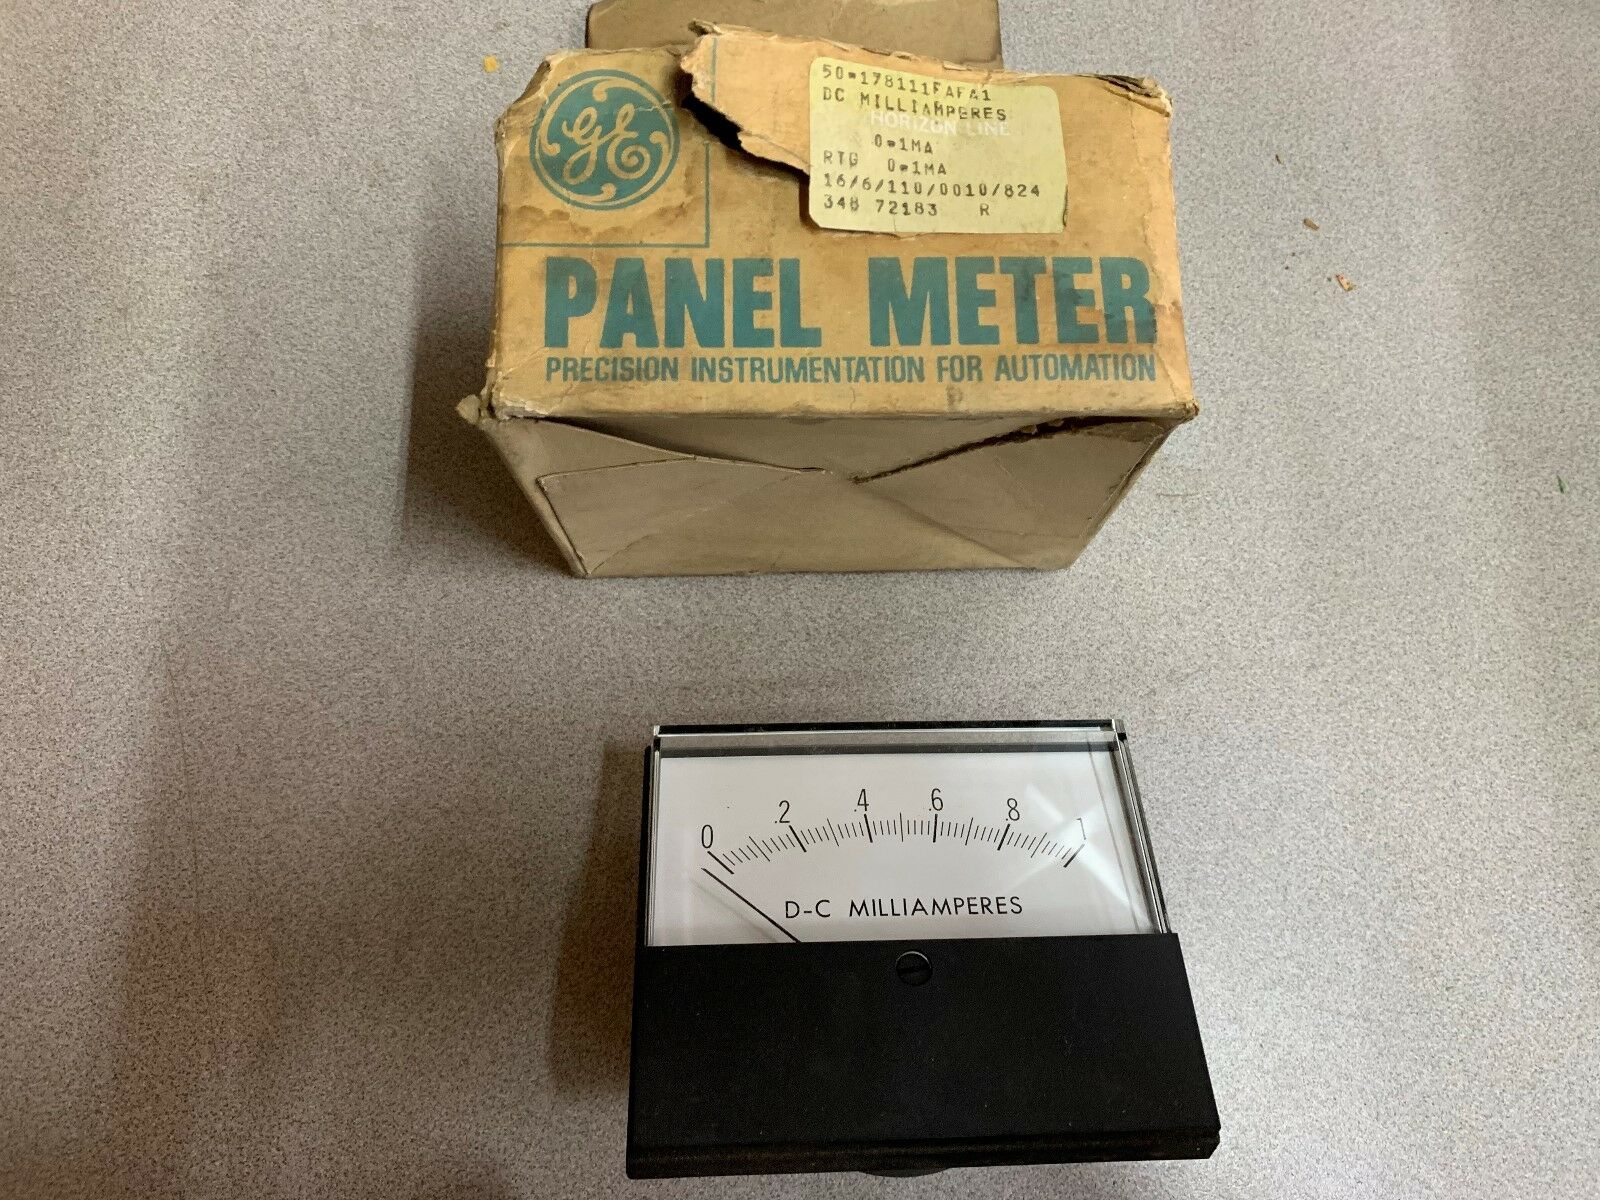 GE
50-178111FAFA1
DC MILLIAMPERES
HORIZON LINE
0-1MA
RTG 0-1MA
16/6/110/0010/824
348 72183 R
PANEL METER
PRECISION INSTRUMENTATION FOR AUTOMATION
0 .2 .4 .6 .8 1
D-C MILLIAMPERES